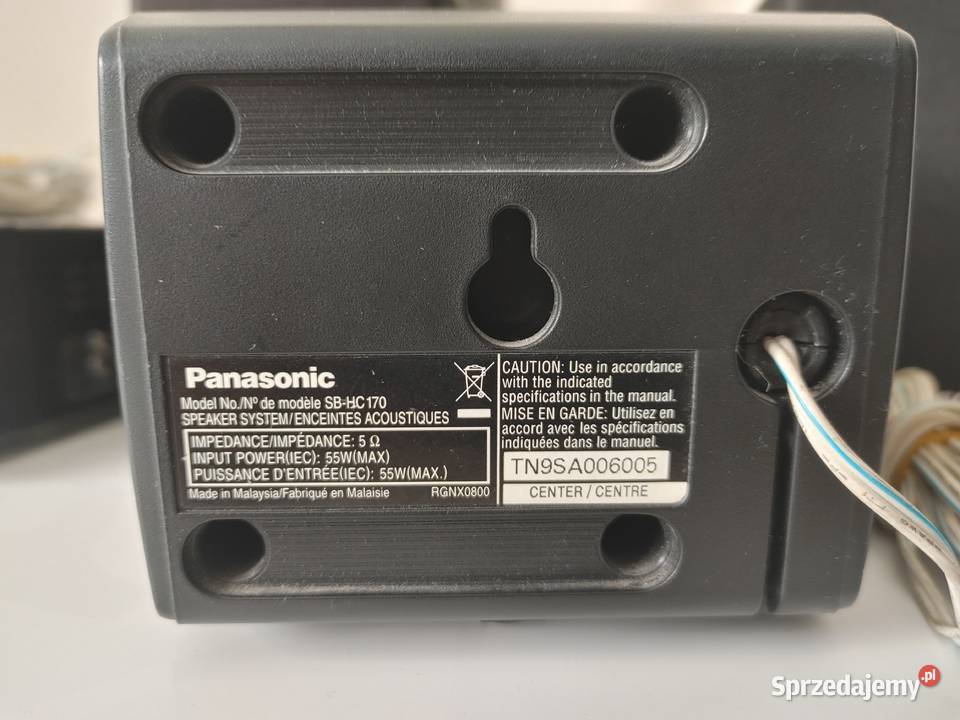 Panasonic
Model No./Nº de modèle SB-HC170
SPEAKER SYSTEM/ENCEINTES ACOUSTIQUES
IMPEDANCE/IMPÉDANCE: 5 Ω
INPUT POWER(IEC): 55W(MAX)
PUISSANCE D'ENTRÉE(IEC): 55W(MAX.)
Made in Malaysia/Fabriqué en Malaisie RGNX0800
CAUTION: Use in accordance
with the indicated
specifications in the manual.
MISE EN GARDE: Utilisez en
accord avec les spécifications
indiquées dans le manuel.
TN9SA006005
CENTER / CENTRE
Sprzedajemy.pl